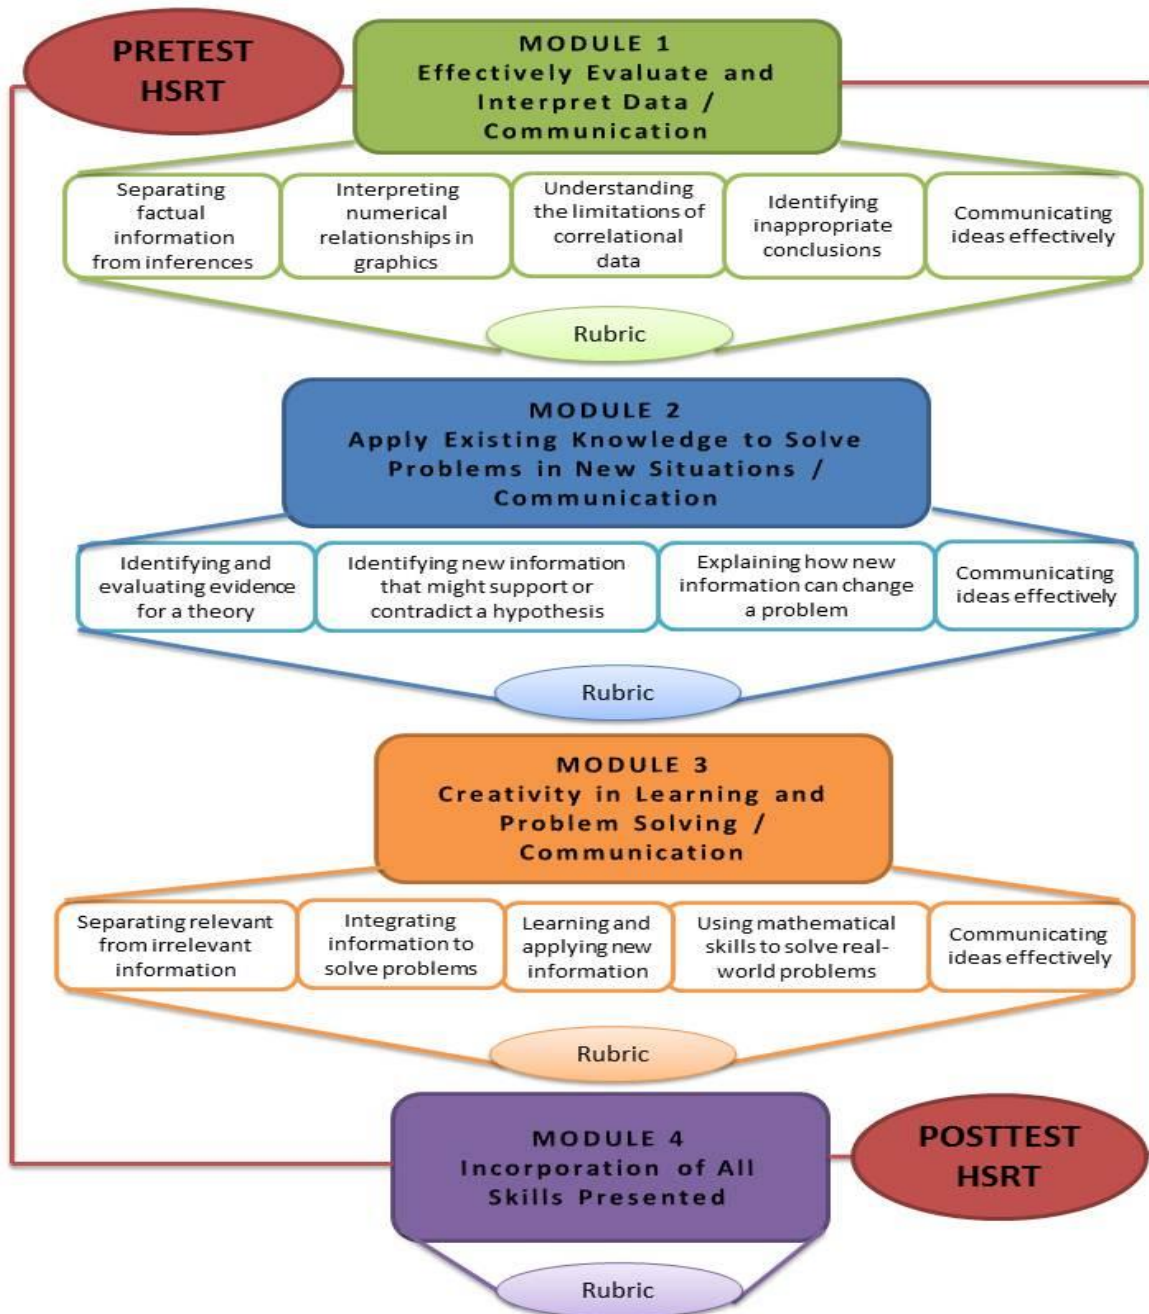 PRETEST
HSRT
MODULE 1
Effectively Evaluate and
Interpret Data /
Communication
Separating
factual
information
from inferences
Interpreting
numerical
relationships in
graphics
Understanding
the limitations of
correlational
data
Identifying
inappropriate
conclusions
Communicating
ideas effectively
Rubric
MODULE 2
Apply Existing Knowledge to Solve
Problems in New Situations /
Communication
Identifying and
evaluating evidence
for a theory
Identifying new information
that might support or
contradict a hypothesis
Explaining how new
information can change
a problem
Communicating
ideas effectively
Rubric
MODULE 3
Creativity in Learning and
Problem Solving /
Communication
Separating relevant
from irrelevant
information
Integrating
information to
solve problems
Learning and
applying new
information
Using mathematical
skills to solve real-
world problems
Communicating
ideas effectively
Rubric
MODULE 4
Incorporation of All
Skills Presented
POSTTEST
HSRT
Rubric